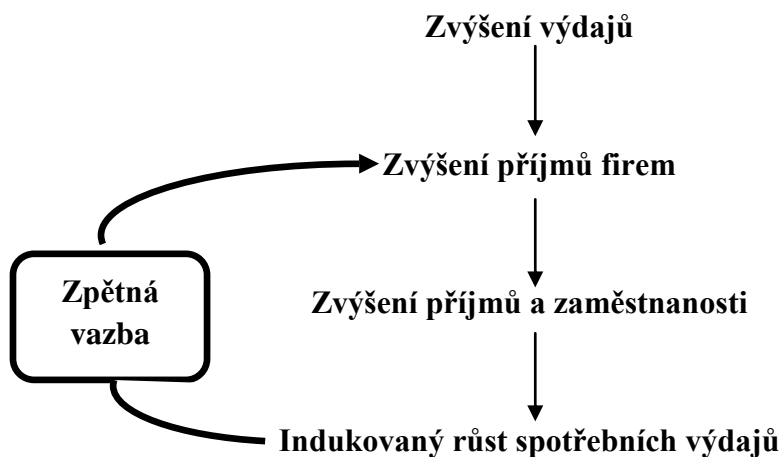 Zvýšení výdajů
Zvýšení příjmů firem
Zpětná
vazba
Zvýšení příjmů a zaměstnanosti
Indukovaný růst spotřebních výdajů